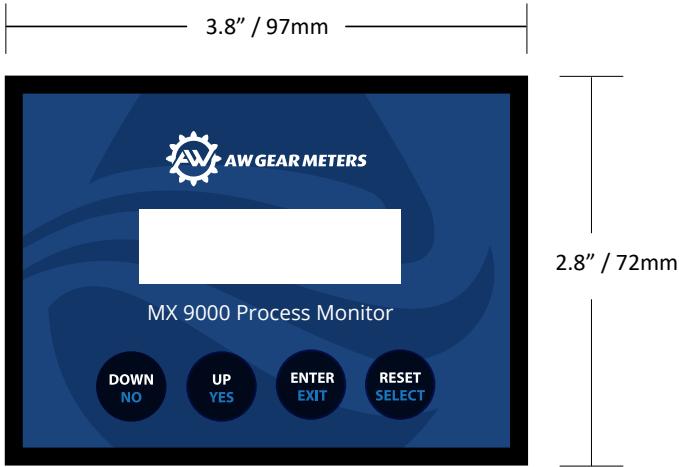 3.8” / 97mm
AW AW GEAR METERS
2.8” / 72mm
MX 9000 Process Monitor
DOWN UP ENTER RESET
NO YES EXIT SELECT